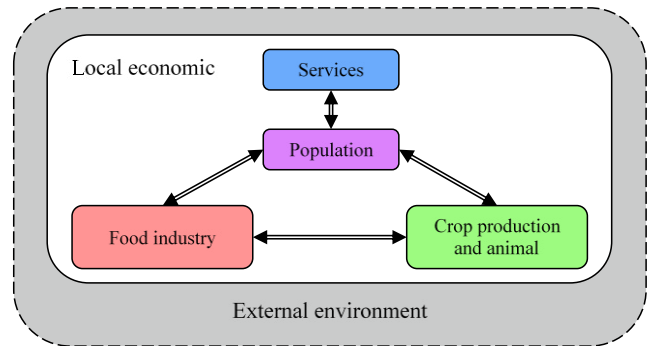 Local economic
Services
Population
Food industry
Crop production
and animal
External environment